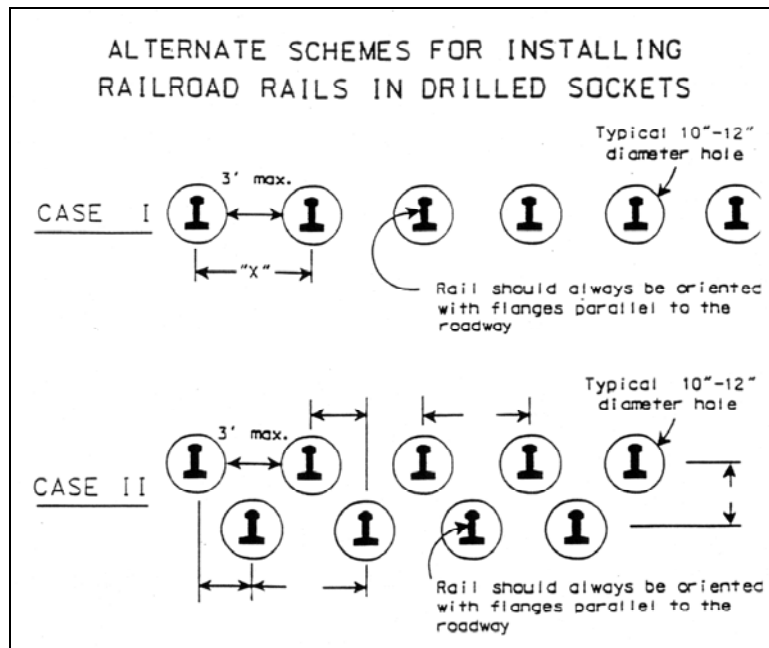 ALTERNATE SCHEMES FOR INSTALLING
RAILROAD RAILS IN DRILLED SOCKETS
Typical 10"-12"
diameter hole
3' max.
CASE I
"X"
Rail should always be oriented
with flanges parallel to the
roadway
Typical 10"-12"
diameter hole
3' max.
CASE II
Rail should always be oriented
with flanges parallel to the
roadway